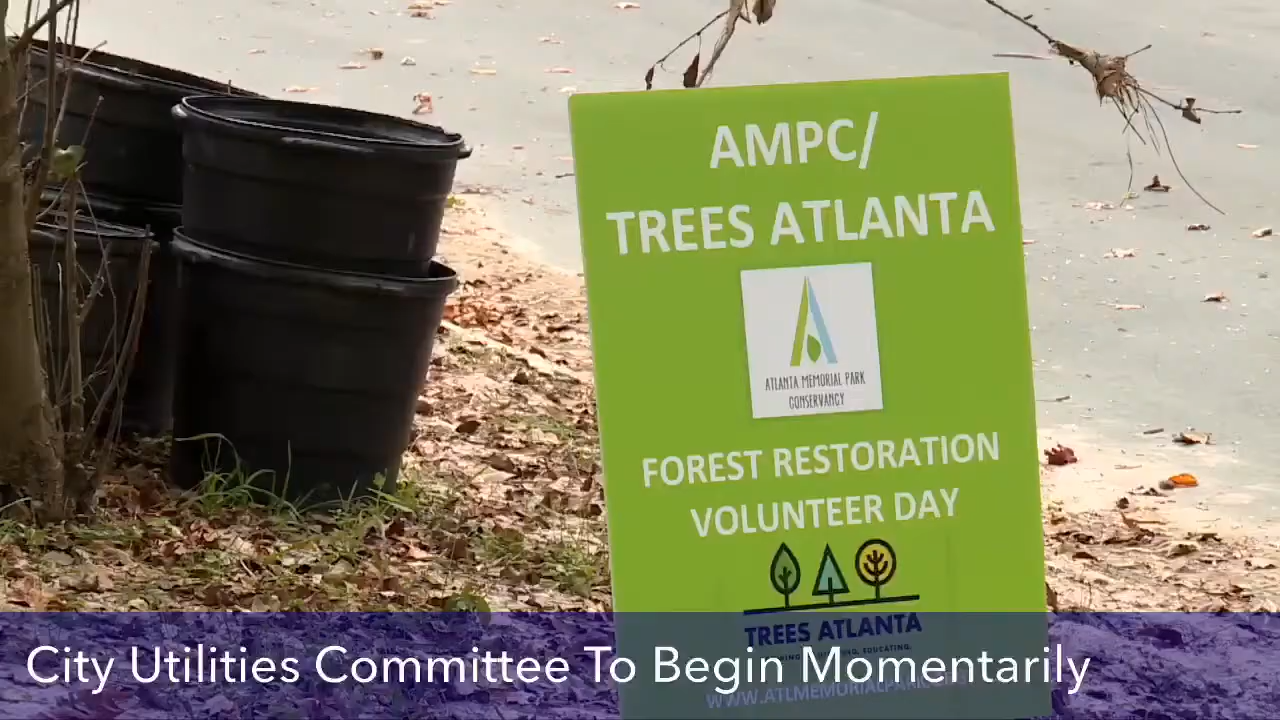 AMPC/
TREES ATLANTA
ATLANTA MEMORIAL PARK
CONSERVANCY
FOREST RESTORATION
VOLUNTEER DAY
TREES ATLANTA
EDUCATING.
City Utilities Committee To Begin Momentarily